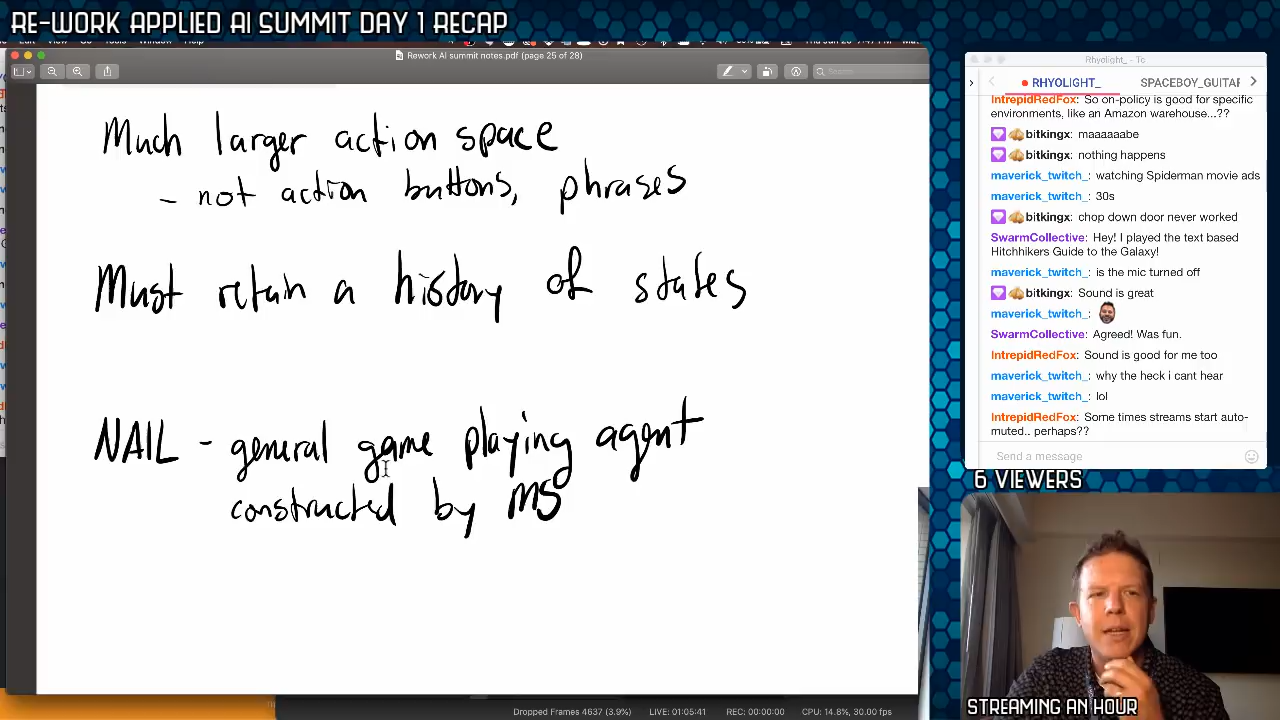 RE-WORK APPLIED AI SUMMIT DAY 1 RECAP
Rework AI summit notes.pdf (page 25 of 28)
Search
Much larger action space
- not action buttons, phrases
Must retain a history of states
NAIL - general game playing agent
constructed by MS
Dropped Frames 4637 (3.9%)
LIVE: 01:05:41
REC: 00:00:00
CPU: 14.8%, 30.00 fps
Rhyolight_ - Tc
RHYOLIGHT_
SPACEBOY_GUITAR
IntrepidRedFox: So on-policy is good for specific
environments, like an Amazon warehouse...??
bitkingx: maaaaaabe
bitkingx: nothing happens
maverick_twitch_: watching Spiderman movie ads
maverick_twitch_: 30s
bitkingx: chop down door never worked
SwarmCollective: Hey! I played the text based
Hitchhikers Guide to the Galaxy!
maverick_twitch_: is the mic turned off
bitkingx: Sound is great
maverick_twitch_:
SwarmCollective: Agreed! Was fun.
IntrepidRedFox: Sound is good for me too
maverick_twitch_: why the heck i cant hear
maverick_twitch_: lol
IntrepidRedFox: Some times streams start auto-
muted.. perhaps??
Send a message
6 VIEWERS
STREAMING AN HOUR